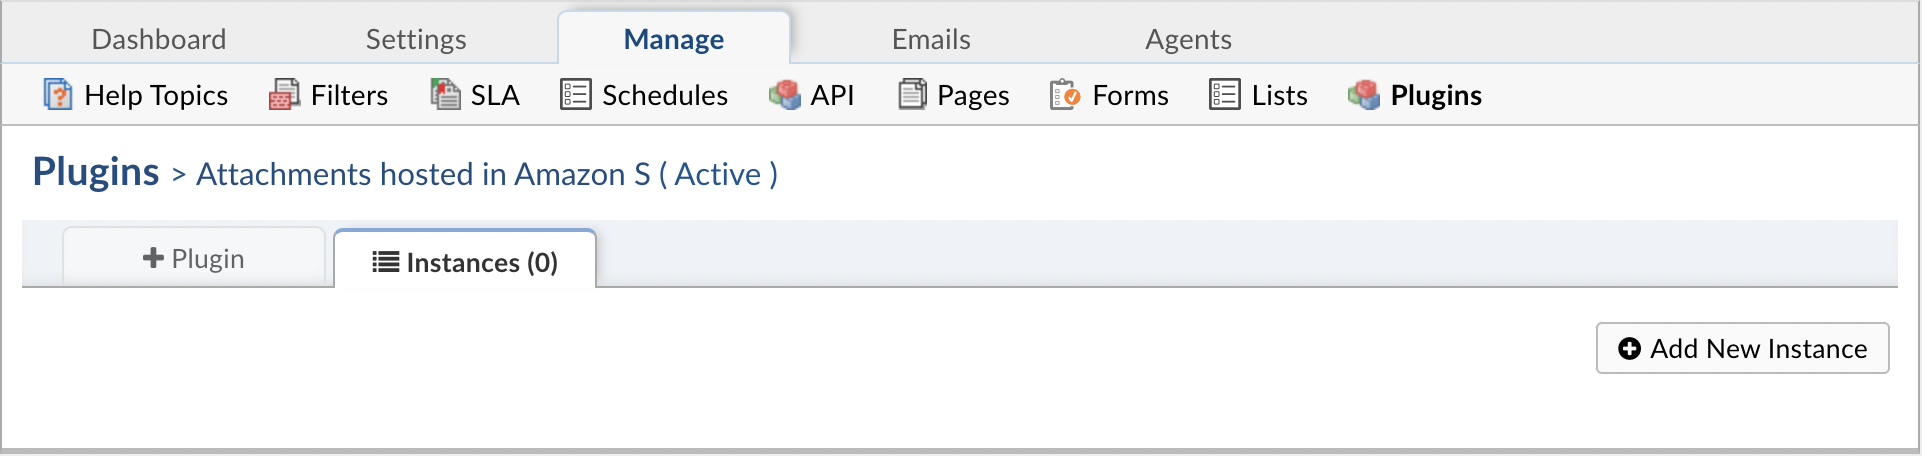 Dashboard Settings Manage Emails Agents
Help Topics Filters SLA Schedules API Pages Forms Lists Plugins
Plugins > Attachments hosted in Amazon S ( Active )
Plugin Instances (0)
Add New Instance